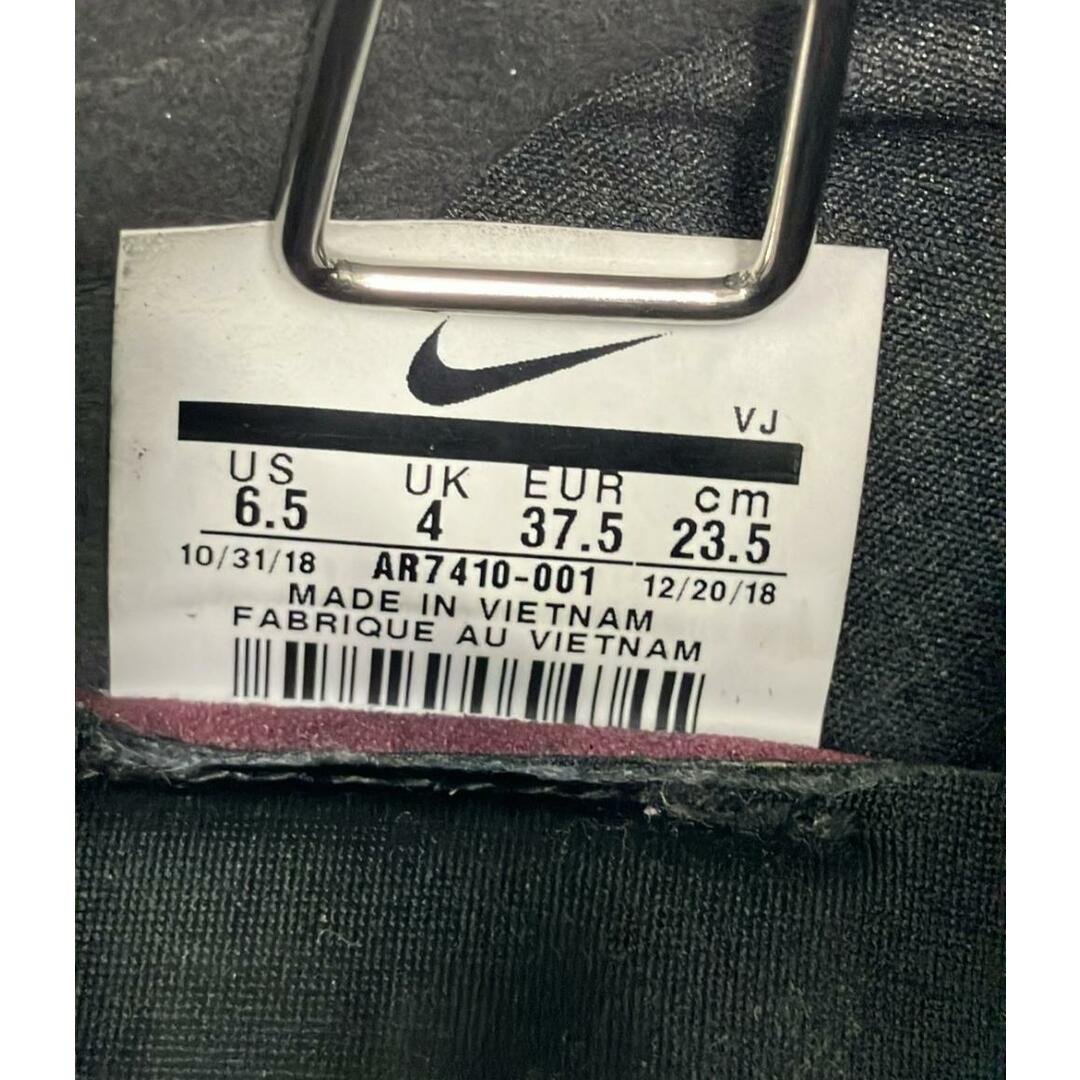 VJ
US UK EUR cm
6.5 4 37.5 23.5
10/31/18 AR7410-001 12/20/18
MADE IN VIETNAM
FABRIQUE AU VIETNAM